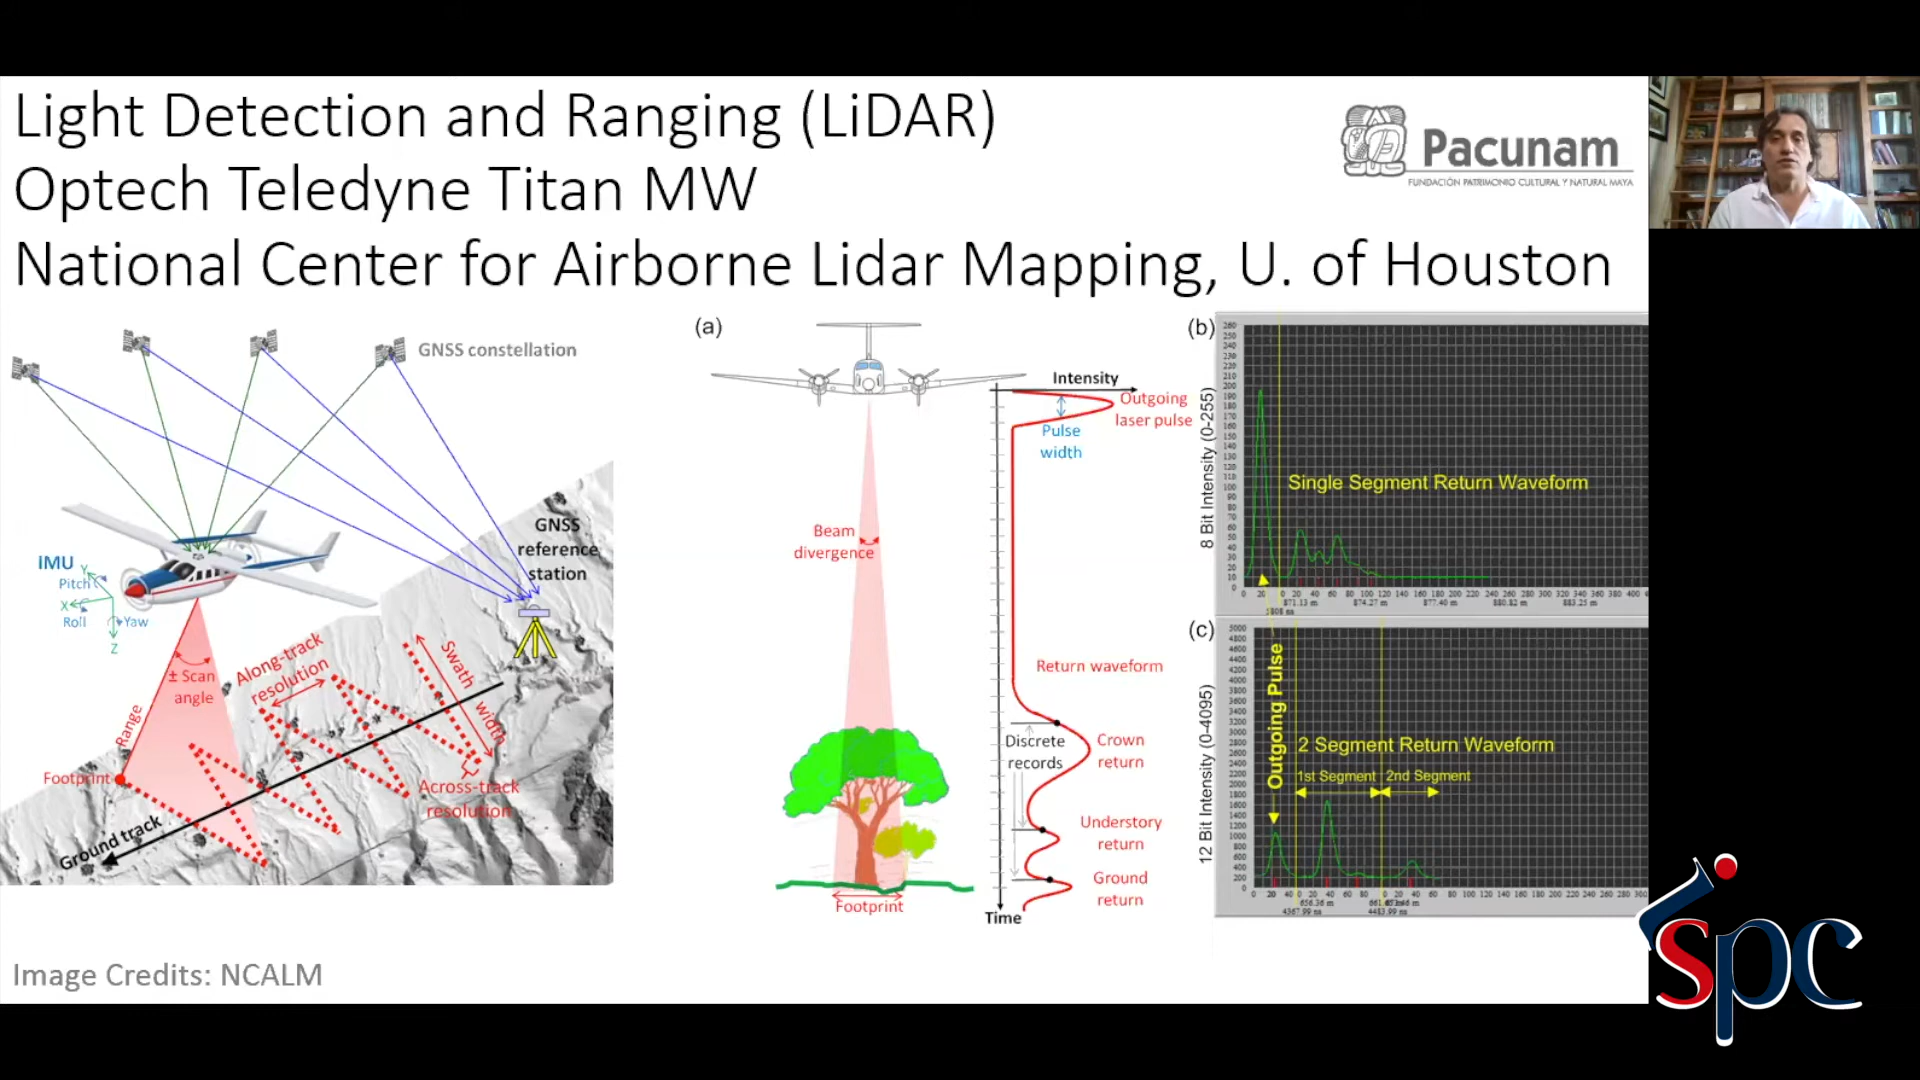 Light Detection and Ranging (LiDAR)
Optech Teledyne Titan MW
National Center for Airborne Lidar Mapping, U. of Houston
Pacunam
FUNDACIÓN PATRIMONIO CULTURAL Y NATURAL MAYA
GNSS constellation
GNSS
reference
station
IMU
Pitch
Y
X
Roll
Yaw
Z
± Scan
angle
Range
Footprint
Along-track
resolution
Swath width
Across-track
resolution
Ground track
(a)
Intensity
Outgoing
laser pulse
Pulse
width
Beam
divergence
Return waveform
Discrete
records
Crown
return
Understory
return
Ground
return
Footprint
Time
(b)
8 Bit Intensity (0-255)
Single Segment Return Waveform
(c)
12 Bit Intensity (0-4095)
Outgoing Pulse
2 Segment Return Waveform
1st Segment
2nd Segment
Image Credits: NCALM
spc